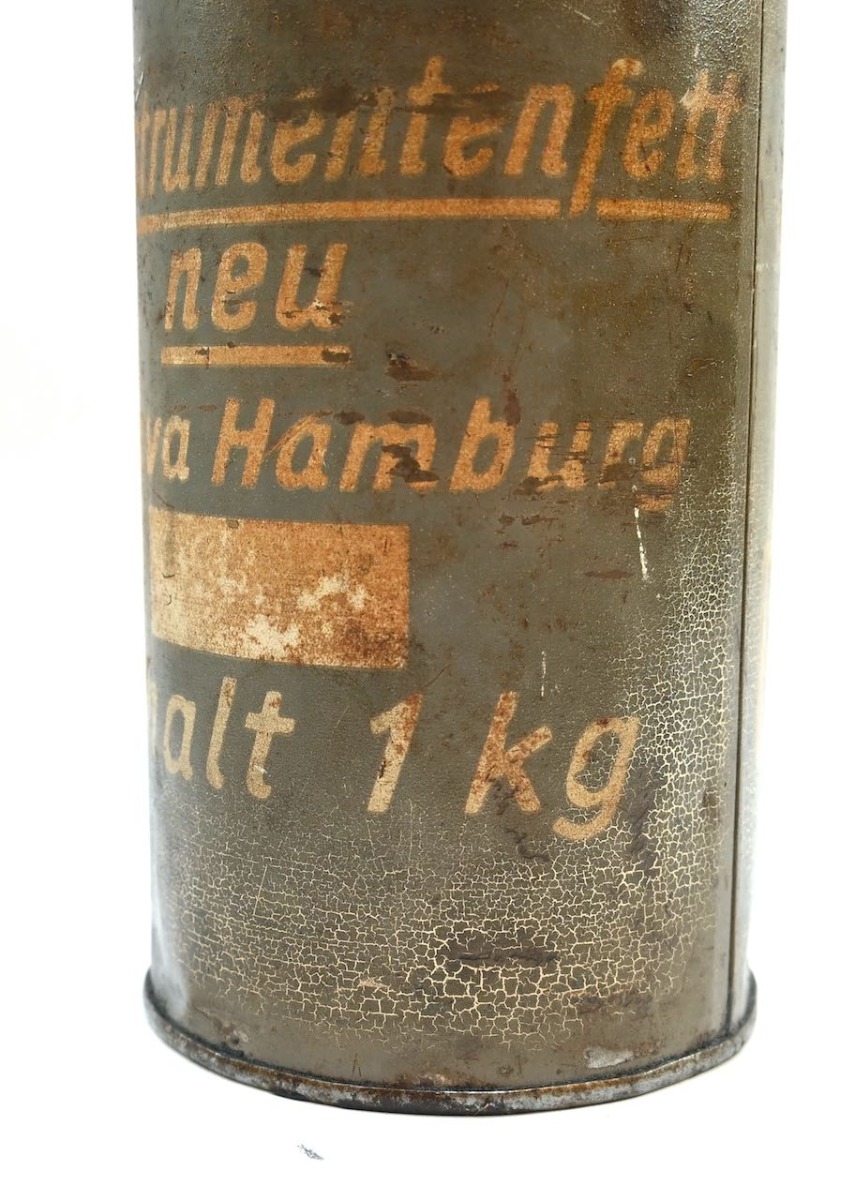 strumentenfett
neu
va Hamburg
halt 1 kg